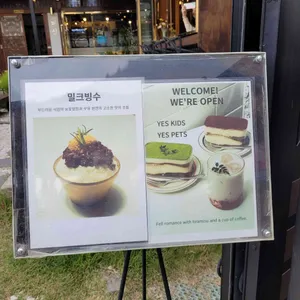 밀크빙수
WELCOME!
WE'RE OPEN
YES KIDS
YES PETS
Fall romance with tiramisu and a cup of coffee.